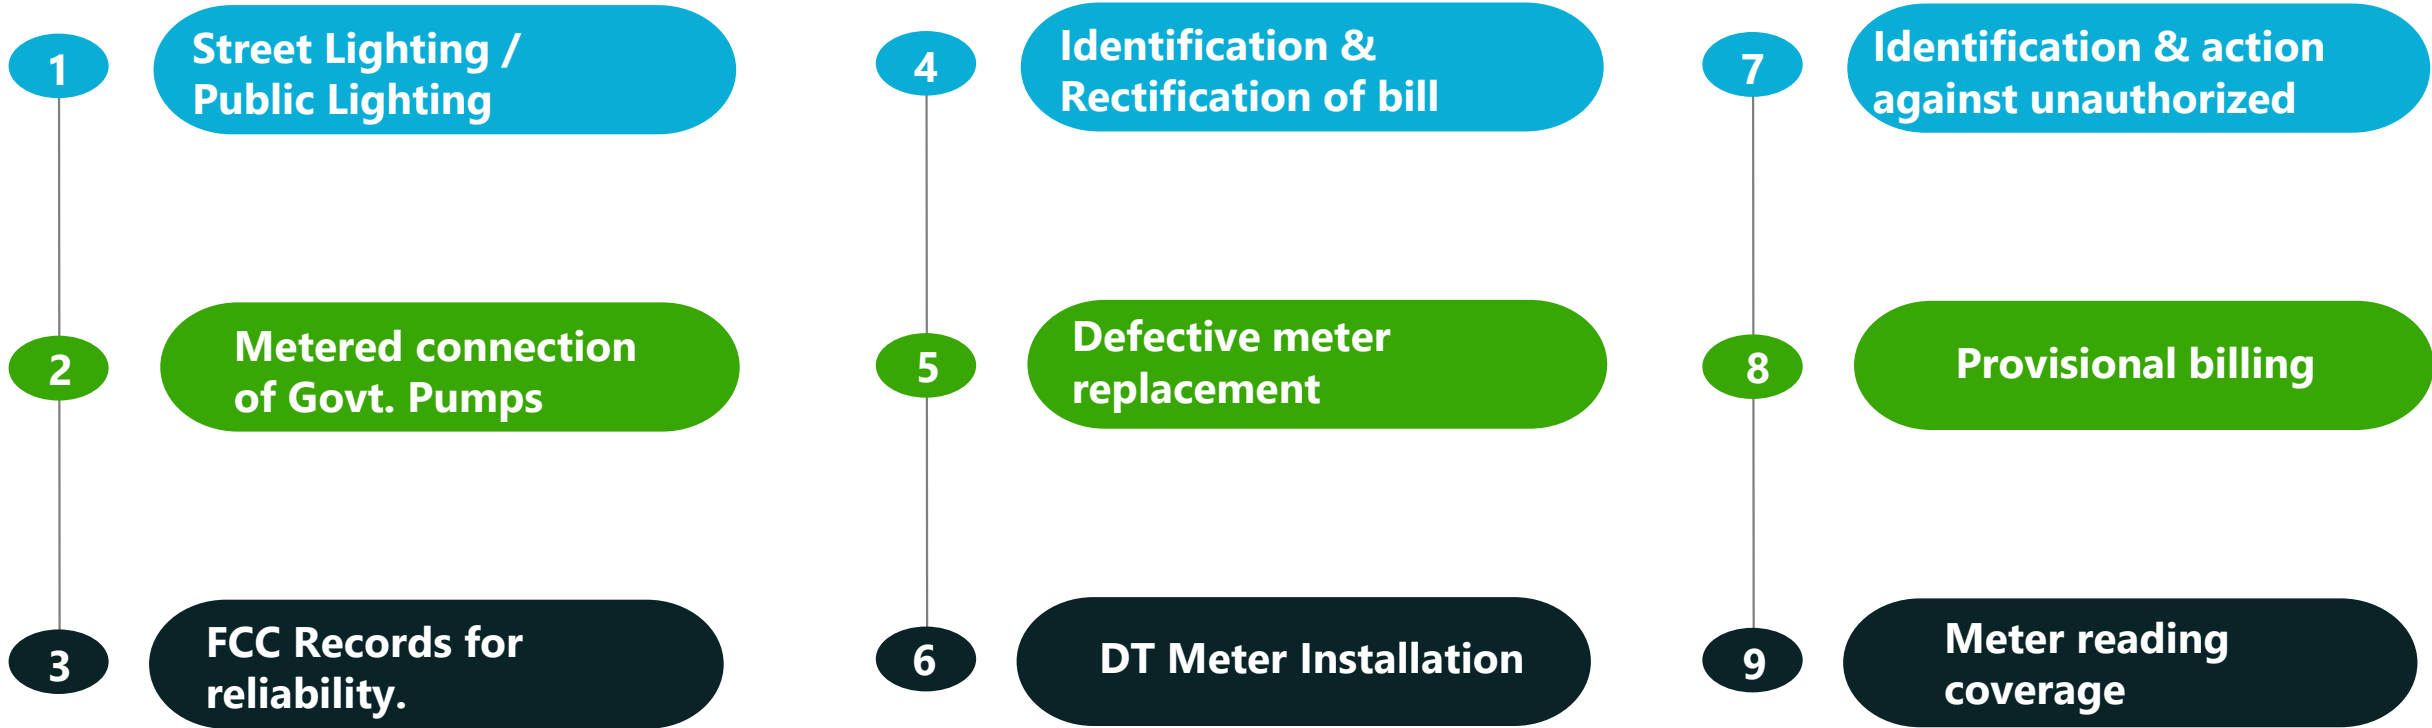 1
Street Lighting /
Public Lighting
2
Metered connection
of Govt. Pumps
3
FCC Records for
reliability.
4
Identification &
Rectification of bill
5
Defective meter
replacement
6
DT Meter Installation
7
Identification & action
against unauthorized
8
Provisional billing
9
Meter reading
coverage